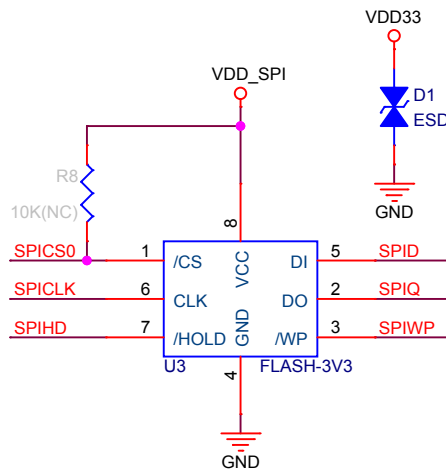 VDD33
VDD_SPI
D1
ESD
R8
10K(NC)
GND
8
SPICS0 1 /CS VCC DI 5 SPID
SPICLK 6 CLK DO 2 SPIQ
SPIHD 7 /HOLD GND /WP 3 SPIWP
U3 FLASH-3V3
4
GND